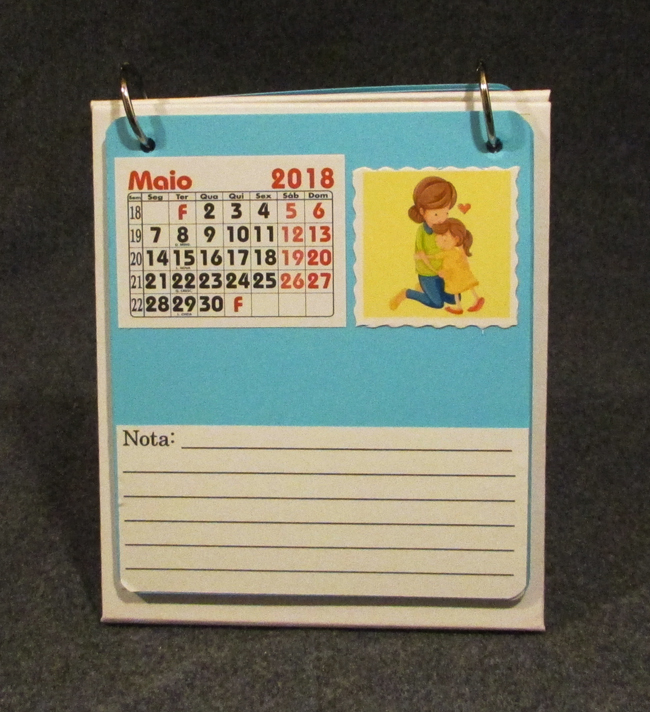 Maio 2018
Sem Seg Ter Qua Qui Sex Sáb Dom
18 F 2 3 4 5 6
19 7 8 9 10 11 12 13
20 14 15 16 17 18 19 20
21 21 22 23 24 25 26 27
22 28 29 30 F
Nota: